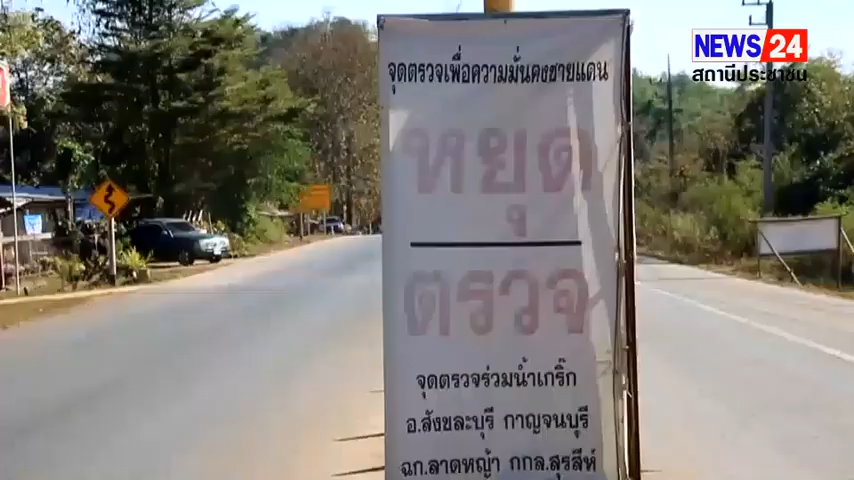 NEWS 24
สถานีประชาชน
จุดตรวจเพื่อความมั่นคงชายแดน
หยุด
ตรวจ
จุดตรวจร่วมน้ำเกริ๊ก
อ.สังขละบุรี กาญจนบุรี
ฉก.ลาดหญ้า กกล.สุรสีห์